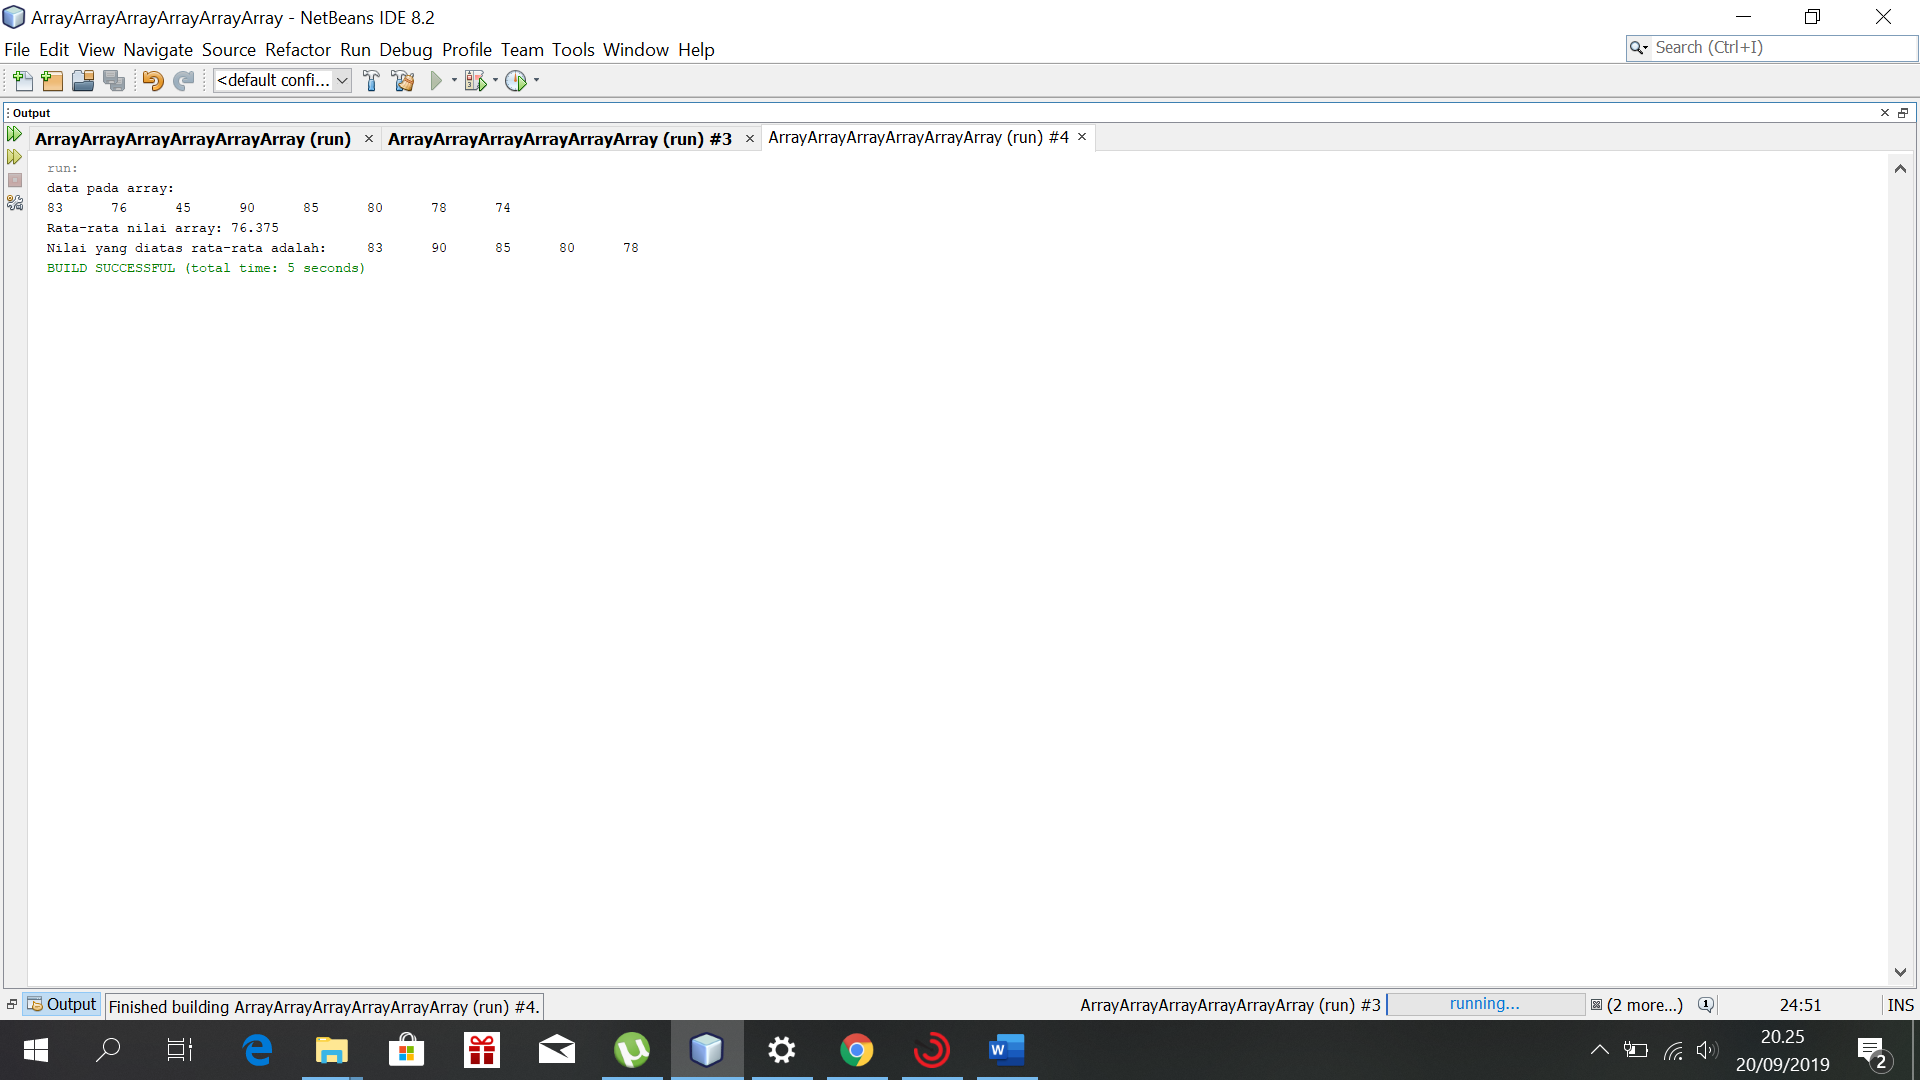 ArrayArrayArrayArrayArrayArray - NetBeans IDE 8.2
File Edit View Navigate Source Refactor Run Debug Profile Team Tools Window Help
Search (Ctrl+I)
<default confi...
Output
ArrayArrayArrayArrayArrayArray (run) ArrayArrayArrayArrayArrayArray (run) #3 ArrayArrayArrayArrayArrayArray (run) #4
run:
data pada array:
83 76 45 90 85 80 78 74
Rata-rata nilai array: 76.375
Nilai yang diatas rata-rata adalah: 83 90 85 80 78
BUILD SUCCESSFUL (total time: 5 seconds)
Output Finished building ArrayArrayArrayArrayArrayArray (run) #4. ArrayArrayArrayArrayArrayArray (run) #3 running... (2 more...) 24:51 INS
20.25
20/09/2019
2